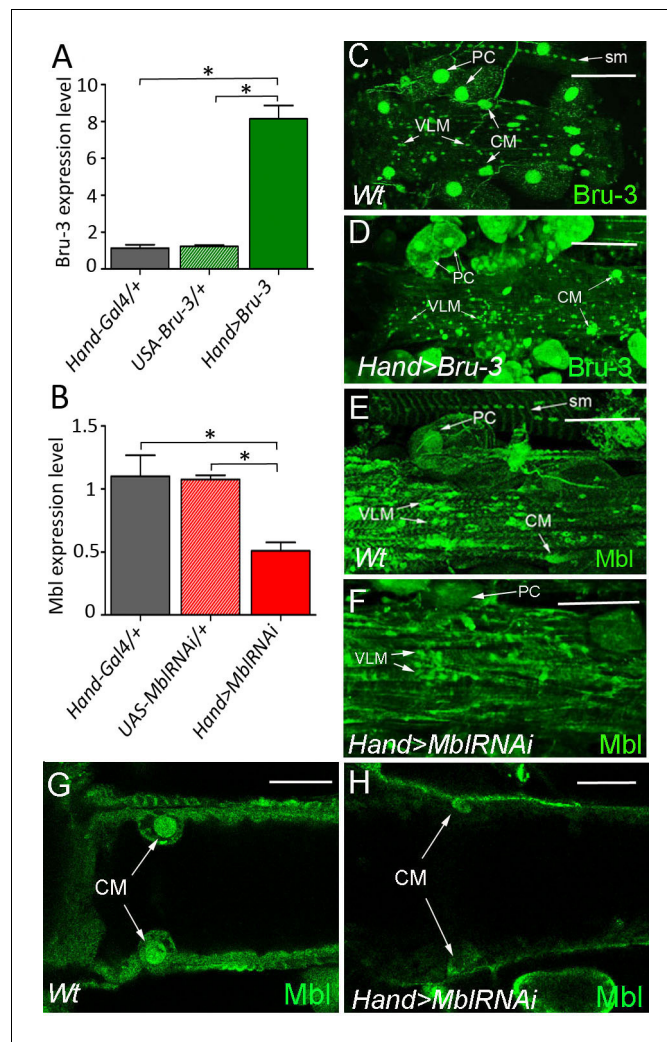 A
Bru-3 expression level
10
8
6
4
2
0
*
*
Hand-Gal4/+
USA-Bru-3/+
Hand>Bru-3
B
Mbl expression level
1.5
1
0.5
0
*
*
Hand-Gal4/+
UAS-MblRNAi/+
Hand>MblRNAi
C
PC
sm
VLM
CM
Wt
Bru-3
D
PC
VLM
CM
Hand>Bru-3
Bru-3
E
sm
PC
VLM
CM
Wt
Mbl
F
PC
VLM
Hand>MblRNAi
Mbl
G
CM
Wt
Mbl
H
CM
Hand>MblRNAi
Mbl